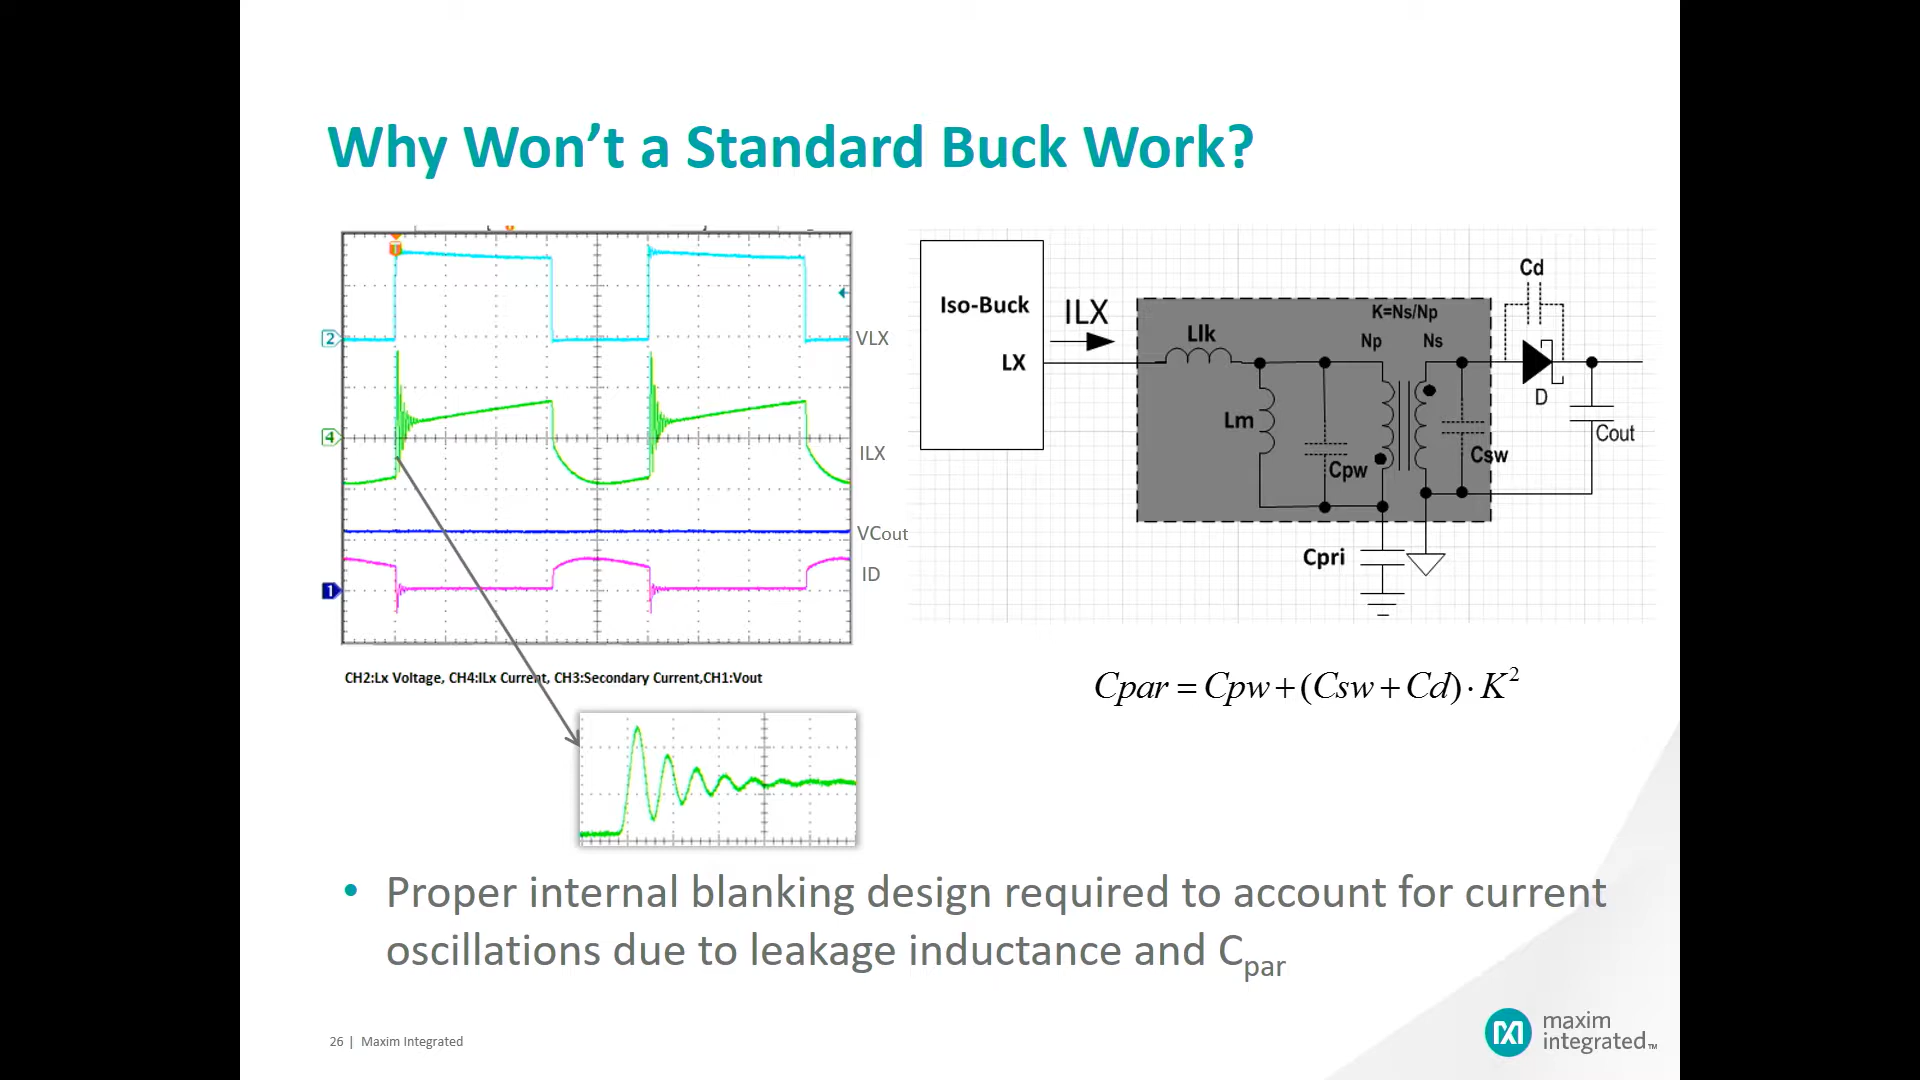 Why Won’t a Standard Buck Work?
T
2
VLX
4
ILX
VCout
ID
1
CH2:Lx Voltage, CH4:ILx Current, CH3:Secondary Current,CH1:Vout
Iso-Buck
LX
ILX
Llk
K=Ns/Np
Np
Ns
Lm
Cpw
Csw
Cd
D
Cout
Cpri
Cpar = Cpw + (Csw + Cd) · K²
• Proper internal blanking design required to account for current
oscillations due to leakage inductance and Cpar
26 | Maxim Integrated
maxim
integrated™